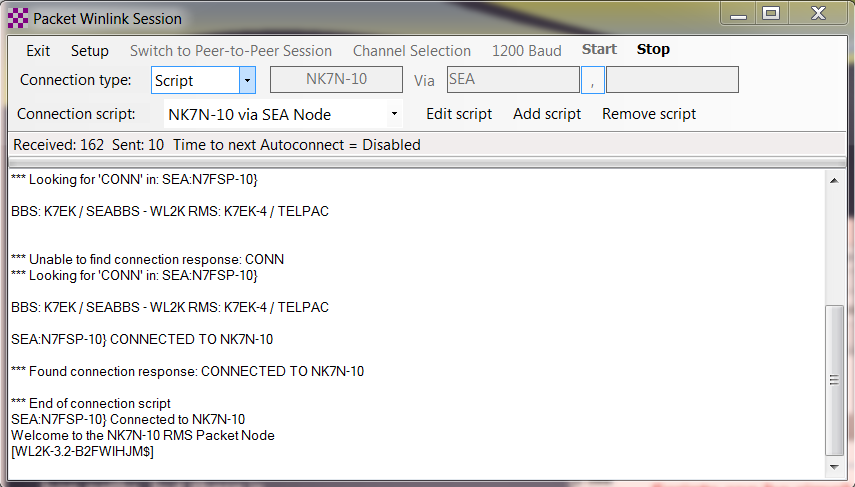 Packet Winlink Session
Exit Setup Switch to Peer-to-Peer Session Channel Selection 1200 Baud Start Stop
Connection type: Script NK7N-10 Via SEA ,
Connection script: NK7N-10 via SEA Node Edit script Add script Remove script
Received: 162 Sent: 10 Time to next Autoconnect = Disabled
*** Looking for 'CONN' in: SEA:N7FSP-10}
BBS: K7EK / SEABBS - WL2K RMS: K7EK-4 / TELPAC
*** Unable to find connection response: CONN
*** Looking for 'CONN' in: SEA:N7FSP-10}
BBS: K7EK / SEABBS - WL2K RMS: K7EK-4 / TELPAC
SEA:N7FSP-10} CONNECTED TO NK7N-10
*** Found connection response: CONNECTED TO NK7N-10
*** End of connection script
SEA:N7FSP-10} Connected to NK7N-10
Welcome to the NK7N-10 RMS Packet Node
[WL2K-3.2-B2FWIHJM$]